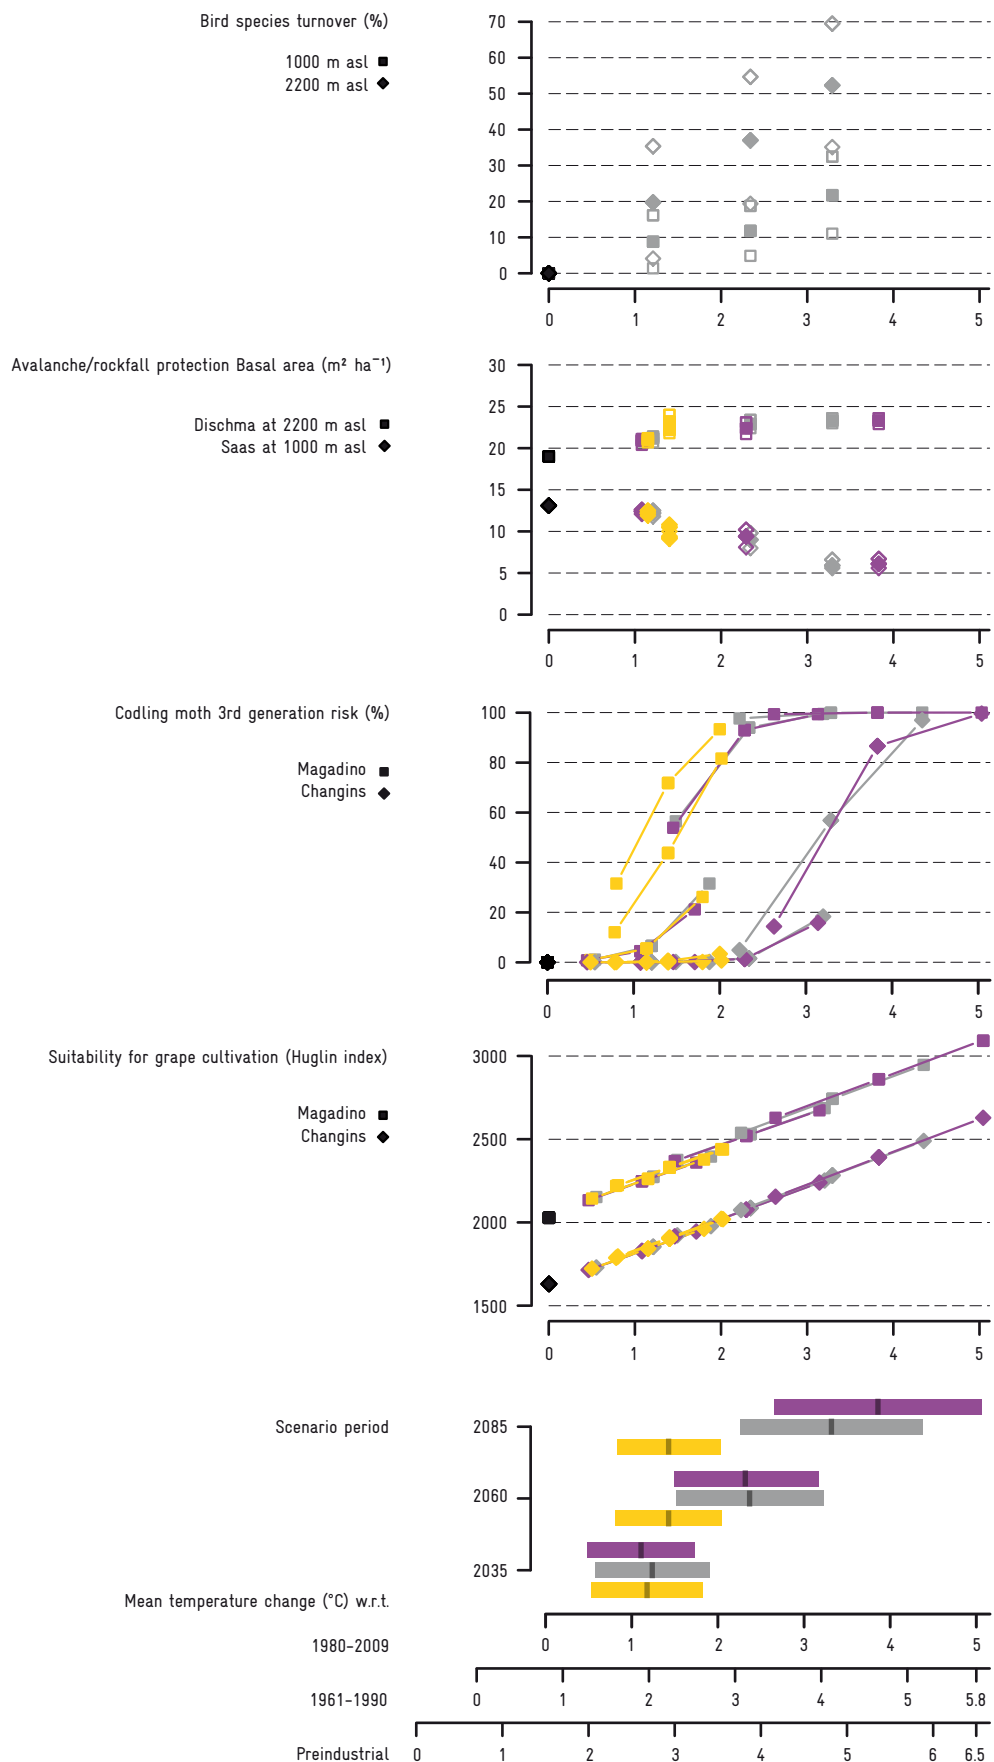 Bird species turnover (%)
1000 m asl
2200 m asl
70
60
50
40
30
20
10
0
0 1 2 3 4 5
Avalanche/rockfall protection Basal area (m² ha⁻¹)
Dischma at 2200 m asl
Saas at 1000 m asl
30
25
20
15
10
5
0
0 1 2 3 4 5
Codling moth 3rd generation risk (%)
Magadino
Changins
100
80
60
40
20
0
0 1 2 3 4 5
Suitability for grape cultivation (Huglin index)
Magadino
Changins
3000
2500
2000
1500
0 1 2 3 4 5
Scenario period
2085
2060
2035
Mean temperature change (°C) w.r.t.
1980-2009 0 1 2 3 4 5
1961-1990 0 1 2 3 4 5 5.8
Preindustrial 0 1 2 3 4 5 6 6.5